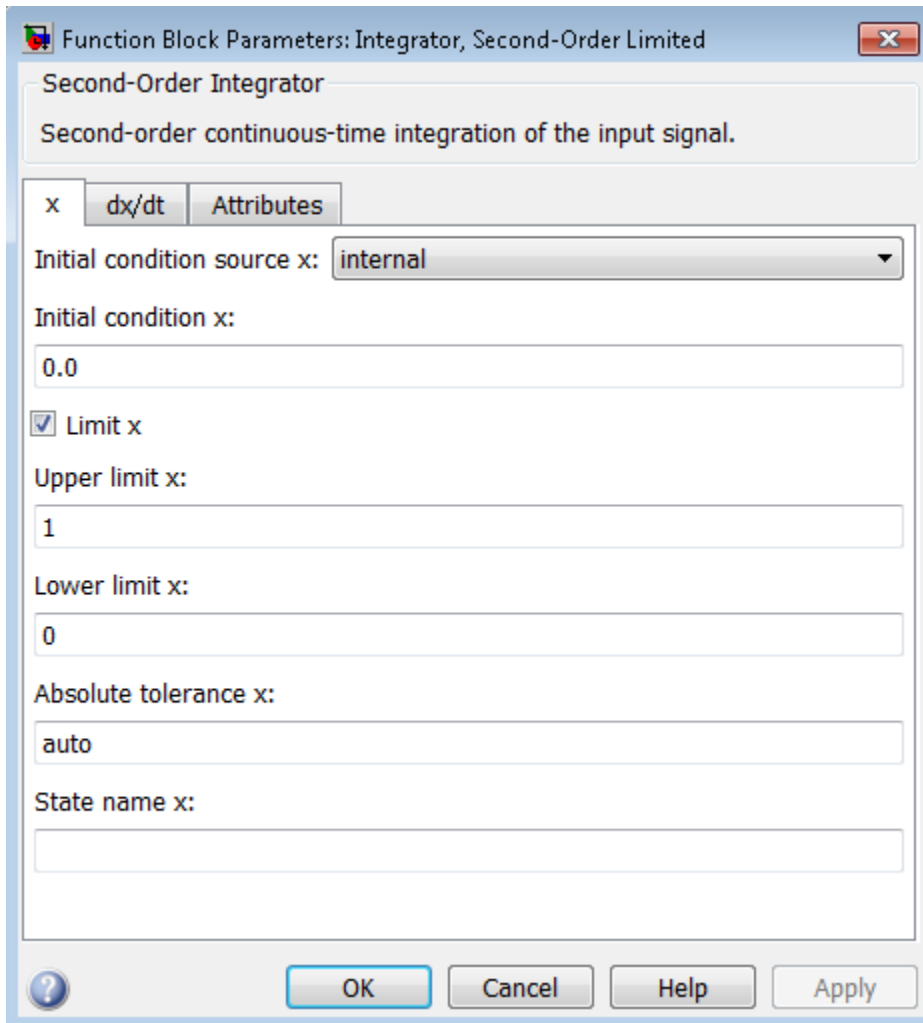 Function Block Parameters: Integrator, Second-Order Limited
Second-Order Integrator
Second-order continuous-time integration of the input signal.
x dx/dt Attributes
Initial condition source x: internal
Initial condition x:
0.0
Limit x
Upper limit x:
1
Lower limit x:
0
Absolute tolerance x:
auto
State name x:
? OK Cancel Help Apply